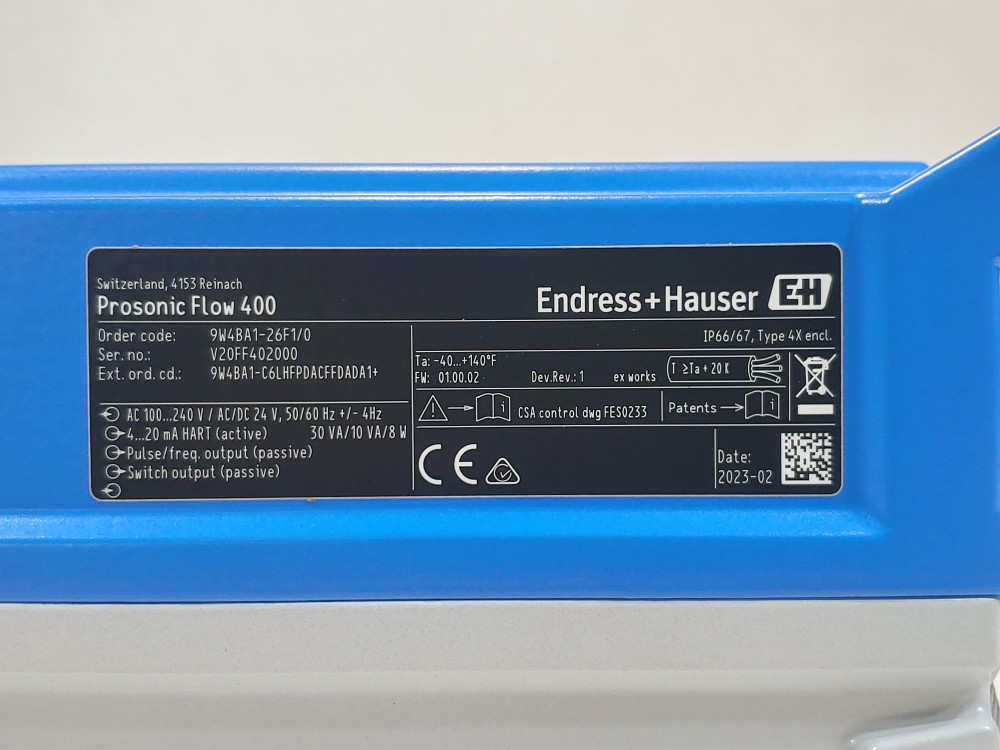 Switzerland, 4153 Reinach
Prosonic Flow 400
Endress+Hauser EH
Order code: 9W4BA1-26F1/0
Ser. no.: V20FF402000
Ext. ord. cd.: 9W4BA1-C6LHFPDACFFDADA1+
IP66/67, Type 4X encl.
Ta: -40...+140°F
FW: 01.00.02 Dev.Rev.: 1 ex works
T ≥Ta + 20 K
CSA control dwg FES0233
Patents
AC 100...240 V / AC/DC 24 V, 50/60 Hz +/- 4Hz
4...20 mA HART (active) 30 VA/10 VA/8 W
Pulse/freq. output (passive)
Switch output (passive)
CE
Date:
2023-02